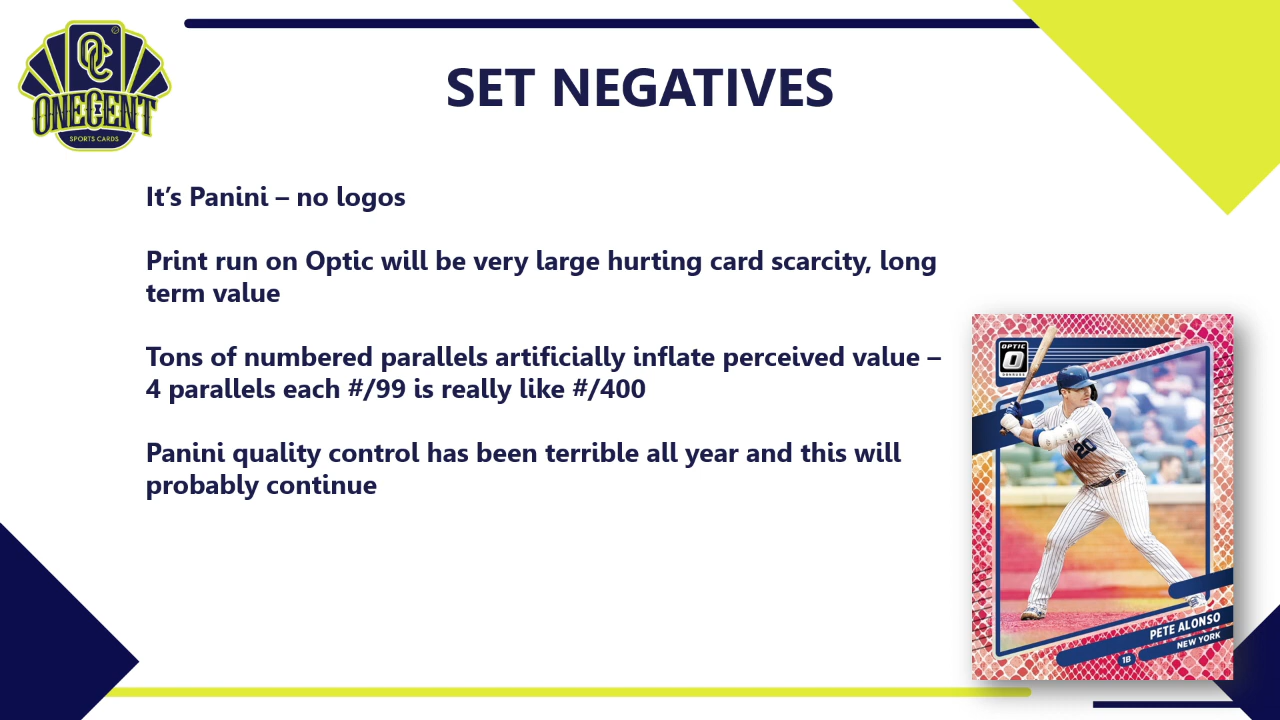 OC
ONECENT
SPORTS CARDS
SET NEGATIVES
It’s Panini – no logos
Print run on Optic will be very large hurting card scarcity, long
term value
Tons of numbered parallels artificially inflate perceived value –
4 parallels each #/99 is really like #/400
Panini quality control has been terrible all year and this will
probably continue
OPTIC
DONRUSS
20
PETE ALONSO
NEW YORK
1B